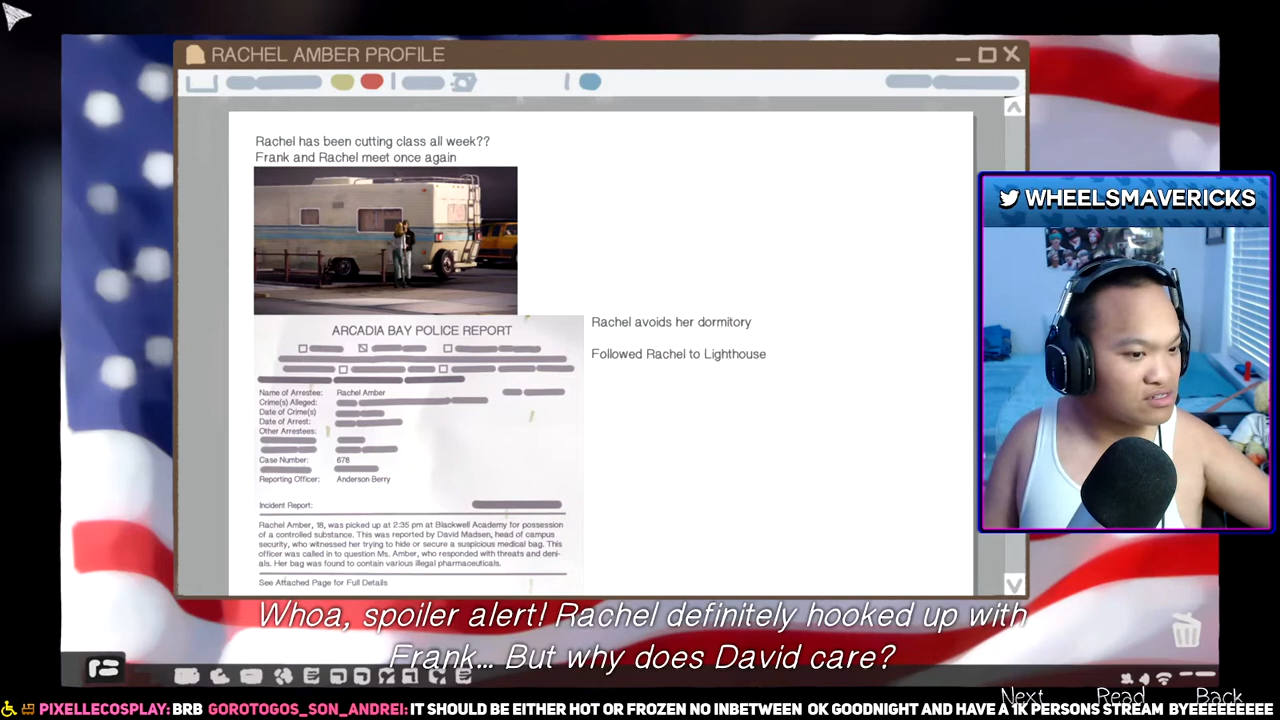 RACHEL AMBER PROFILE
Rachel has been cutting class all week??
Frank and Rachel meet once again
WHEELSMAVERICKS
Rachel avoids her dormitory
Followed Rachel to Lighthouse
ARCADIA BAY POLICE REPORT
Name of Arrestee: Rachel Amber
Crime(s) Alleged:
Date of Crime(s)
Date of Arrest:
Other Arrestees:
Case Number: 678
Reporting Officer: Anderson Berry
Incident Report:
Rachel Amber, 18, was picked up at 2:35 pm at Blackwell Academy for possession
of a controlled substance. This was reported by David Madsen, head of campus
security, who witnessed her trying to hide or secure a suspicious medical bag. This
officer was called in to question Ms. Amber, who responded with threats and deni-
als. Her bag was found to contain various illegal pharmaceuticals.
See Attached Page for Full Details
Whoa, spoiler alert! Rachel definitely hooked up with
Frank... But why does David care?
Next Read Back
PIXELLECOSPLAY: BRB GOROTOGOS_SON_ANDREI: IT SHOULD BE EITHER HOT OR FROZEN NO INBETWEEN OK GOODNIGHT AND HAVE A 1K PERSONS STREAM BYEEEEEEEE